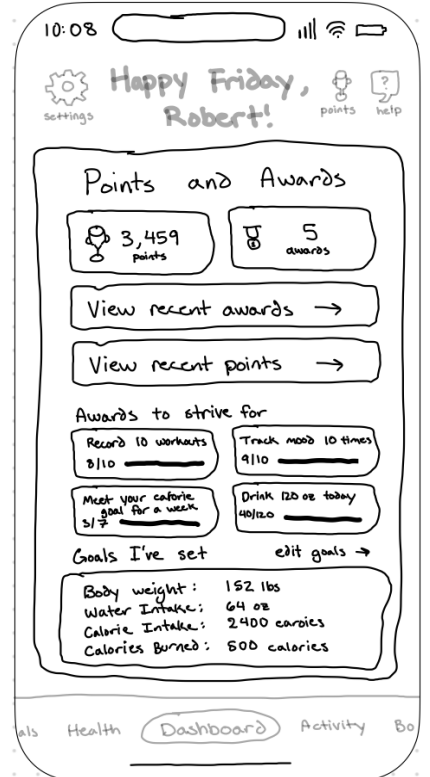 10:08
Happy Friday,
Robert!
settings
points
help
?
Points and Awards
3,459
points
5
awards
View recent awards →
View recent points →
Awards to strive for
Record 10 workouts
8/10
Track mood 10 times
9/10
Meet your calorie
goal for a week
5/7
Drink 120 oz today
40/120
Goals I've set
edit goals →
Body weight: 152 lbs
Water Intake: 64 oz
Calorie Intake: 2400 caroies
Calories Burned: 500 calories
als Health Dashboard Activity Bo